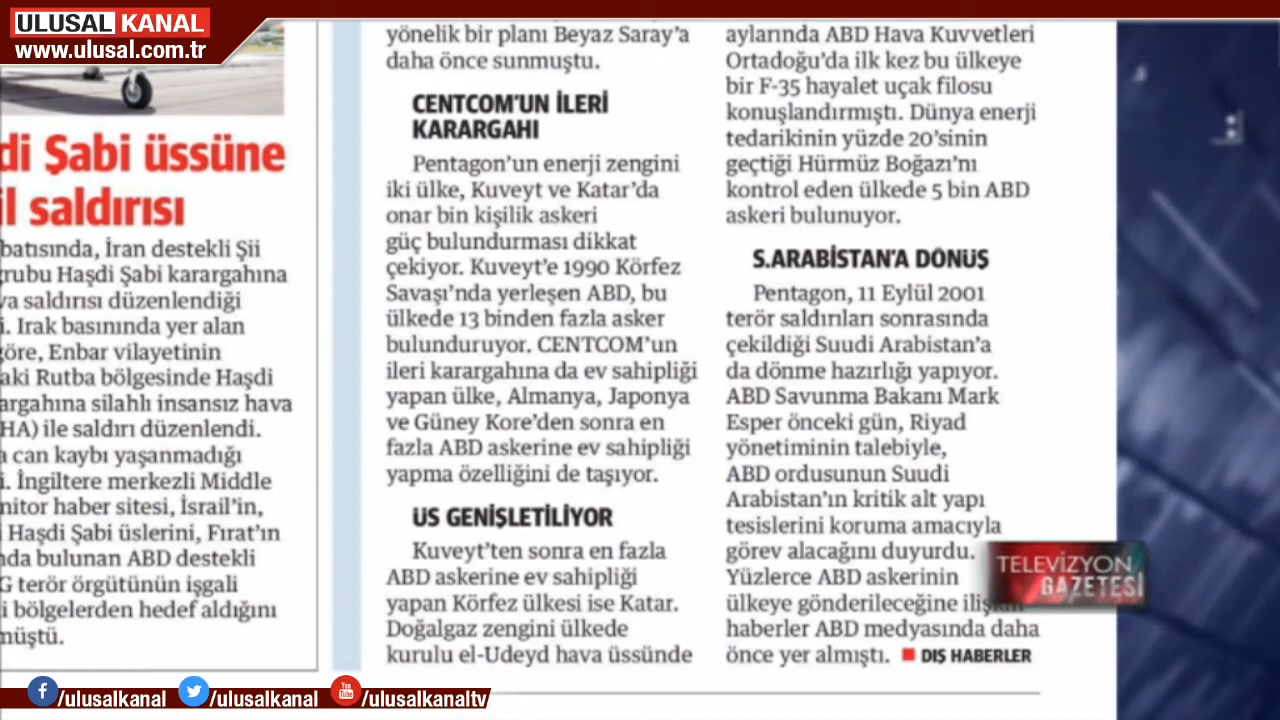 ULUSAL KANAL
www.ulusal.com.tr
di Şabi üssüne
il saldırısı
batısında, İran destekli Şii
grubu Haşdi Şabi karargahına
va saldırısı düzenlendiği
i. Irak basınında yer alan
göre, Enbar vilayetinin
aki Rutba bölgesinde Haşdi
argahına silahlı insansız hava
HA) ile saldırı düzenlendi.
a can kaybı yaşanmadığı
i. İngiltere merkezli Middle
nitor haber sitesi, İsrail'in,
i Haşdi Şabi üslerini, Fırat'ın
nda bulunan ABD destekli
G terör örgütünün işgali
i bölgelerden hedef aldığını
müştü.
yönelik bir planı Beyaz Saray'a
daha önce sunmuştu.
CENTCOM'UN İLERİ
KARARGAHI
Pentagon'un enerji zengini
iki ülke, Kuveyt ve Katar'da
onar bin kişilik askeri
güç bulundurması dikkat
çekiyor. Kuveyt'e 1990 Körfez
Savaşı'nda yerleşen ABD, bu
ülkede 13 binden fazla asker
bulunduruyor. CENTCOM'un
ileri karargahına da ev sahipliği
yapan ülke, Almanya, Japonya
ve Güney Kore'den sonra en
fazla ABD askerine ev sahipliği
yapma özelliğini de taşıyor.
ÜS GENİŞLETİLİYOR
Kuveyt'ten sonra en fazla
ABD askerine ev sahipliği
yapan Körfez ülkesi ise Katar.
Doğalgaz zengini ülkede
kurulu el-Udeyd hava üssünde
aylarında ABD Hava Kuvvetleri
Ortadoğu'da ilk kez bu ülkeye
bir F-35 hayalet uçak filosu
konuşlandırmıştı. Dünya enerji
tedarikinin yüzde 20'sinin
geçtiği Hürmüz Boğazı'nı
kontrol eden ülkede 5 bin ABD
askeri bulunuyor.
S.ARABİSTAN'A DÖNÜŞ
Pentagon, 11 Eylül 2001
terör saldırıları sonrasında
çekildiği Suudi Arabistan'a
da dönme hazırlığı yapıyor.
ABD Savunma Bakanı Mark
Esper önceki gün, Riyad
yönetiminin talebiyle,
ABD ordusunun Suudi
Arabistan'ın kritik alt yapı
tesislerini koruma amacıyla
görev alacağını duyurdu.
Yüzlerce ABD askerinin
ülkeye gönderileceğine ilişkin
haberler ABD medyasında daha
önce yer almıştı. ■ DIŞ HABERLER
TELEVİZYON
GAZETESİ
/ulusalkanal
/ulusalkanal
/ulusalkanaltv